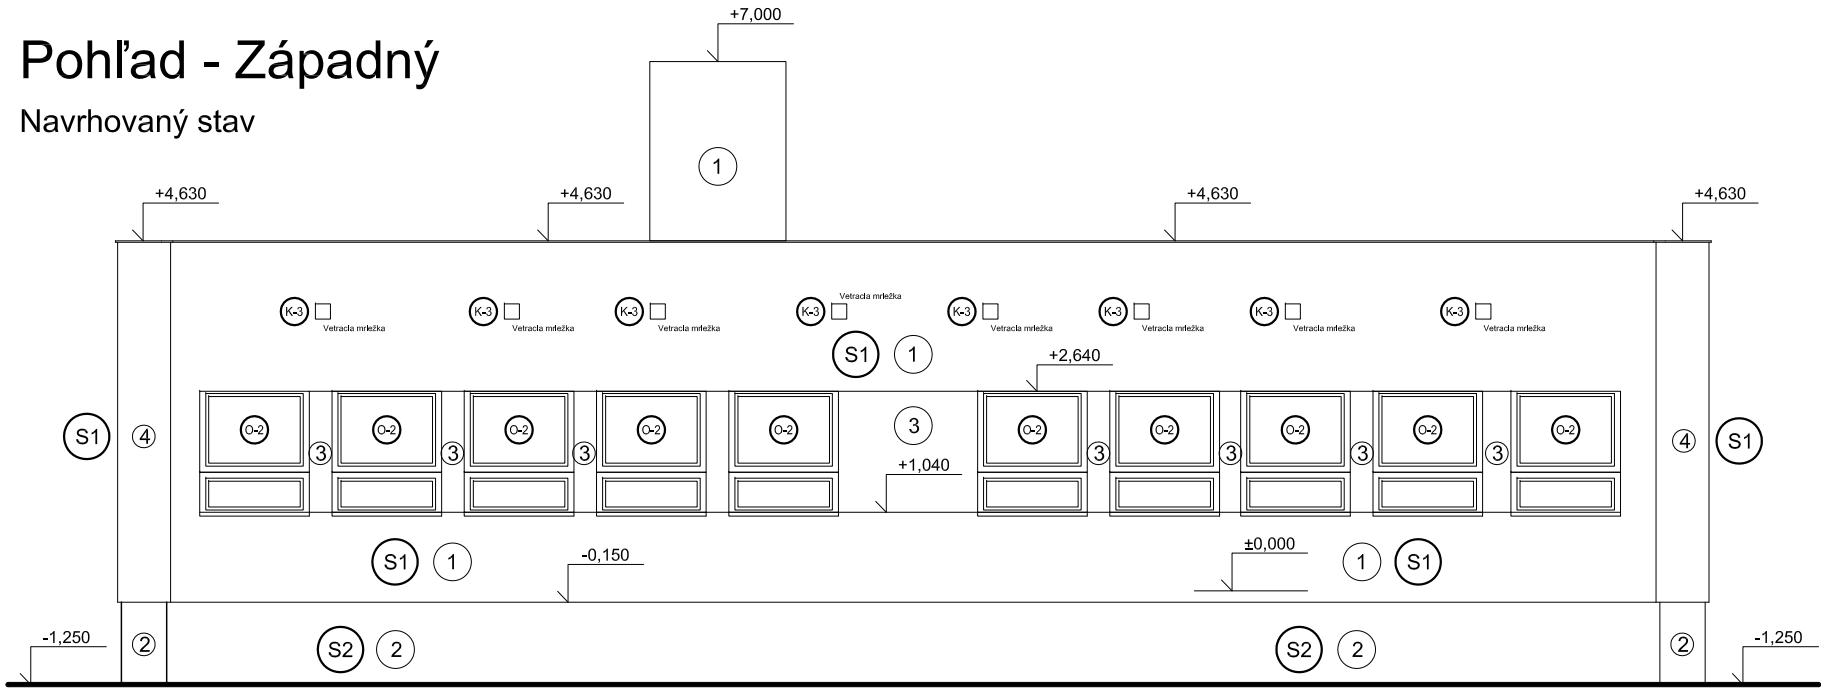 +7,000
Pohľad - Západný
Navrhovaný stav
1
+4,630 +4,630 +4,630 +4,630
Vetracia mriežka
K-3 K-3 K-3 K-3 K-3 K-3 K-3 K-3
Vetracia mriežka Vetracia mriežka Vetracia mriežka Vetracia mriežka Vetracia mriežka Vetracia mriežka Vetracia mriežka
S1 1 +2,640
S1 4 O-2 O-2 O-2 O-2 O-2 3 O-2 O-2 O-2 O-2 O-2 4 S1
3 3 3 3 3 3 3
+1,040
S1 1 -0,150 ±0,000 1 S1
-1,250 2 S2 2 S2 2 2 -1,250